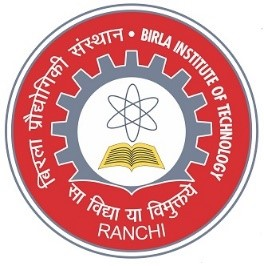 बिरला प्रौद्योगिकी संस्थान • BIRLA INSTITUTE OF TECHNOLOGY
सा विद्या या विमुक्तये
RANCHI